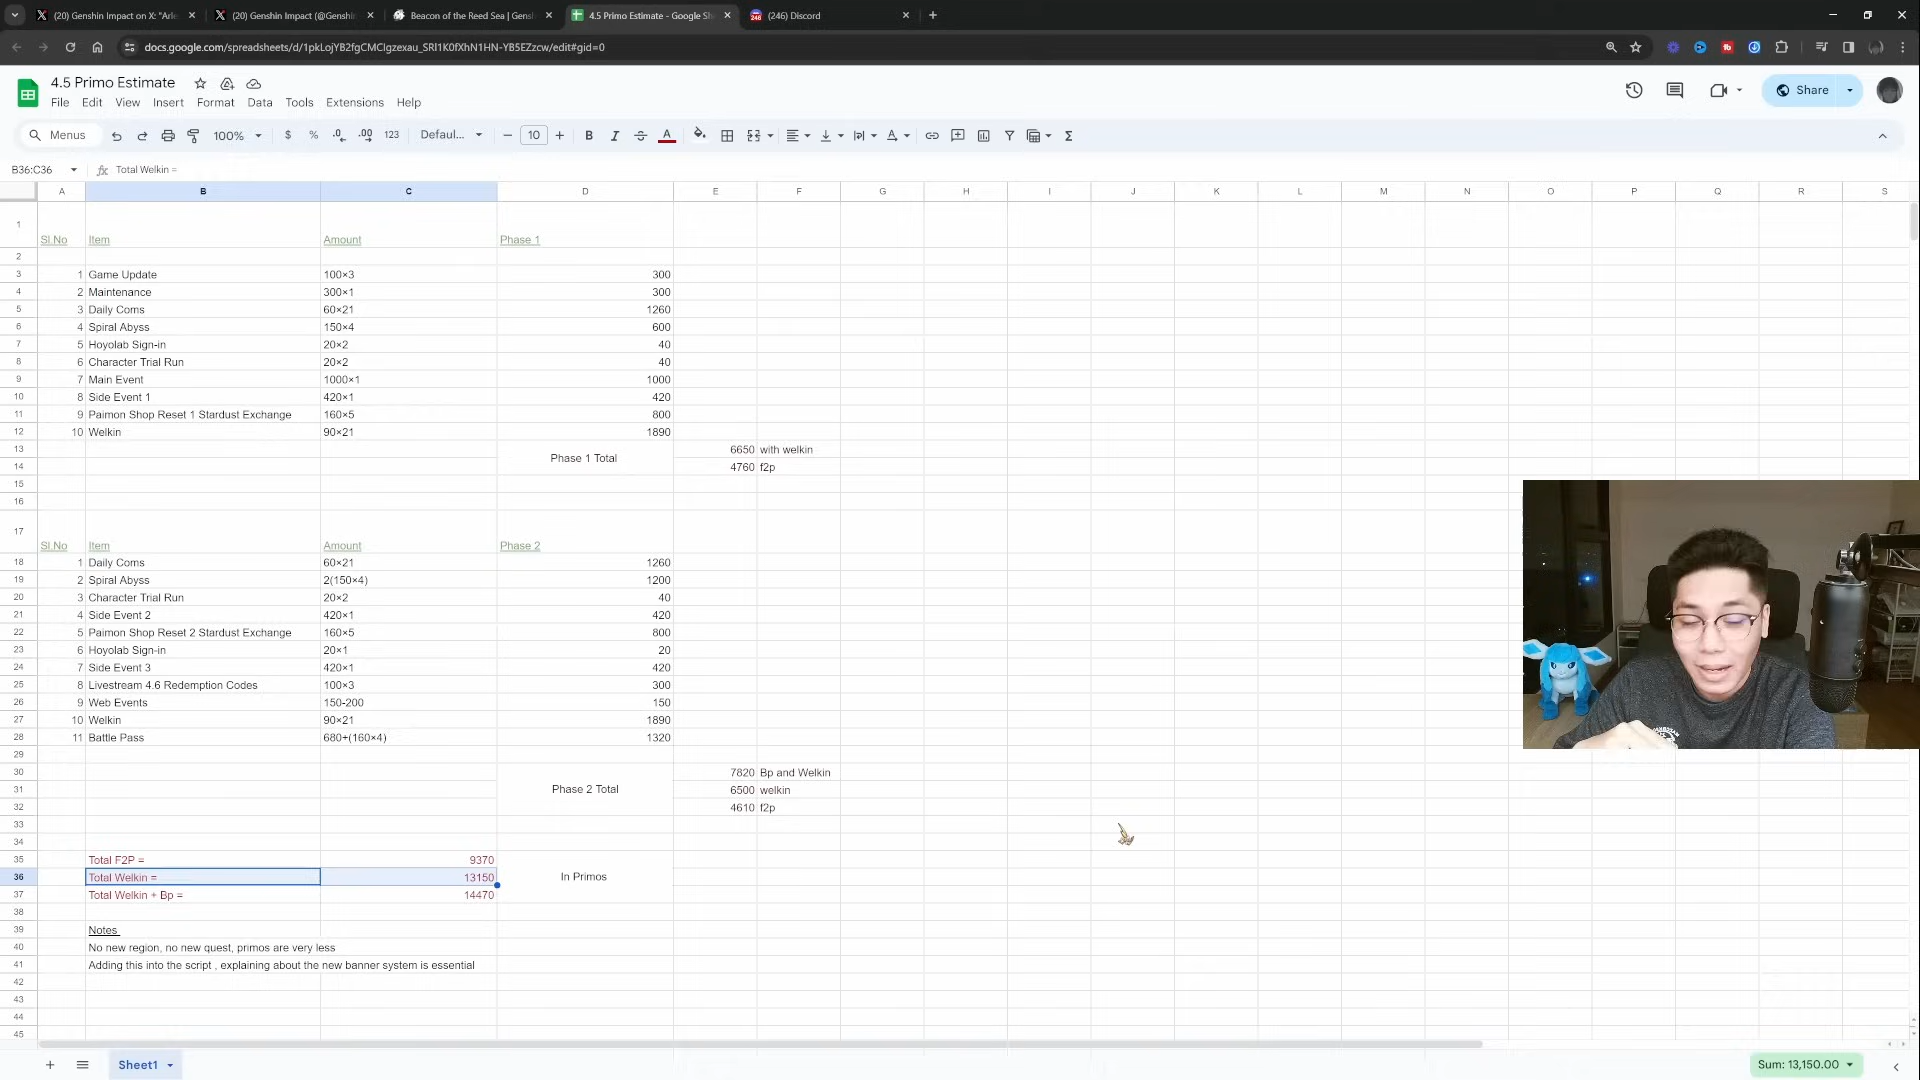 (20) Genshin Impact on X: "Arle
(20) Genshin Impact (@Genshin
Beacon of the Reed Sea | Gensh
4.5 Primo Estimate - Google Sh
(246) Discord
docs.google.com/spreadsheets/d/1pkLojYB2fgCMClgzexau_SRl1K0fXhN1HN-YB5EZzcw/edit#gid=0
4.5 Primo Estimate
File Edit View Insert Format Data Tools Extensions Help
Share
Menus 100% $ % .0 .00 123 Defaul... − 10 + B I A Σ
B36:C36 fx Total Welkin =
A B C D E F G H I J K L M N O P Q R S
1 Sl.No Item Amount Phase 1
2
3 1 Game Update 100×3 300
4 2 Maintenance 300×1 300
5 3 Daily Coms 60×21 1260
6 4 Spiral Abyss 150×4 600
7 5 Hoyolab Sign-in 20×2 40
8 6 Character Trial Run 20×2 40
9 7 Main Event 1000×1 1000
10 8 Side Event 1 420×1 420
11 9 Paimon Shop Reset 1 Stardust Exchange 160×5 800
12 10 Welkin 90×21 1890
13 6650 with welkin
Phase 1 Total
14 4760 f2p
15
16
17 Sl.No Item Amount Phase 2
18 1 Daily Coms 60×21 1260
19 2 Spiral Abyss 2(150×4) 1200
20 3 Character Trial Run 20×2 40
21 4 Side Event 2 420×1 420
22 5 Paimon Shop Reset 2 Stardust Exchange 160×5 800
23 6 Hoyolab Sign-in 20×1 20
24 7 Side Event 3 420×1 420
25 8 Livestream 4.6 Redemption Codes 100×3 300
26 9 Web Events 150-200 150
27 10 Welkin 90×21 1890
28 11 Battle Pass 680+(160×4) 1320
29
30 7820 Bp and Welkin
31 Phase 2 Total 6500 welkin
32 4610 f2p
33
34
35 Total F2P = 9370
36 Total Welkin = 13150 In Primos
37 Total Welkin + Bp = 14470
38
39 Notes
40 No new region, no new quest, primos are very less
41 Adding this into the script , explaining about the new banner system is essential
42
43
44
45
Sheet1
Sum: 13,150.00